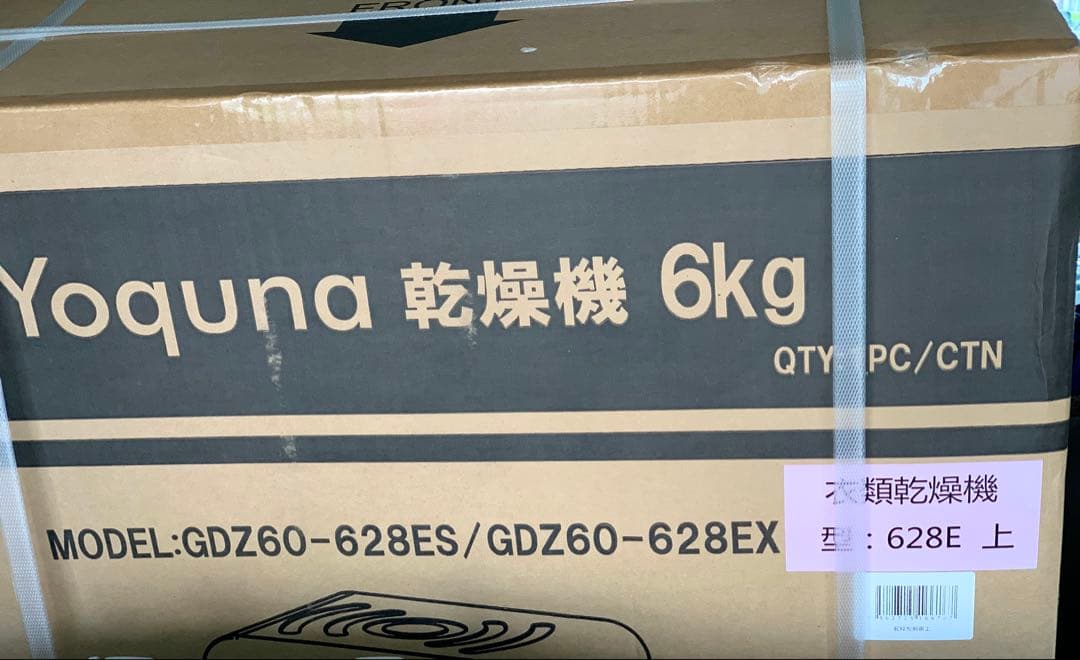 FRONT
Yoquna 乾燥機 6kg
QTY PC/CTN
MODEL:GDZ60-628ES/GDZ60-628EX
衣類乾燥機
型:628E 上